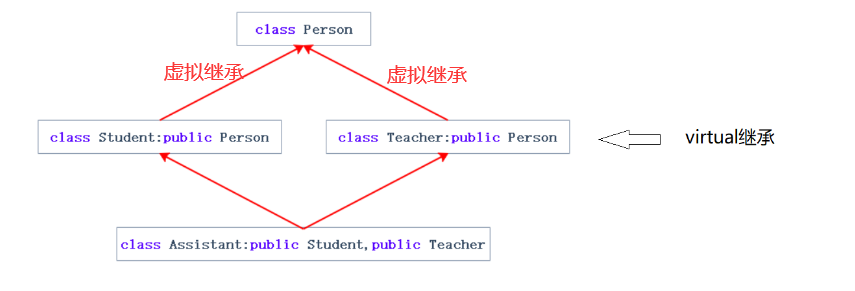 class Person
虚拟继承
虚拟继承
class Student:public Person
class Teacher:public Person
virtual继承
class Assistant:public Student,public Teacher